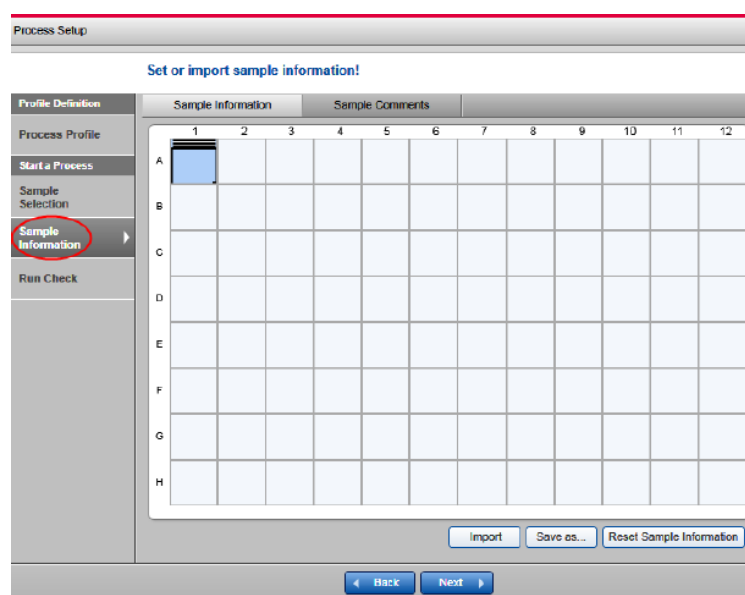 Process Setup
Set or import sample information!
Profile Definition
Sample Information
Sample Comments
Process Profile
1 2 3 4 5 6 7 8 9 10 11 12
Start a Process
A
Sample
Selection
B
Sample
Information
C
Run Check
D
E
F
G
H
Import
Save as...
Reset Sample Information
Back
Next